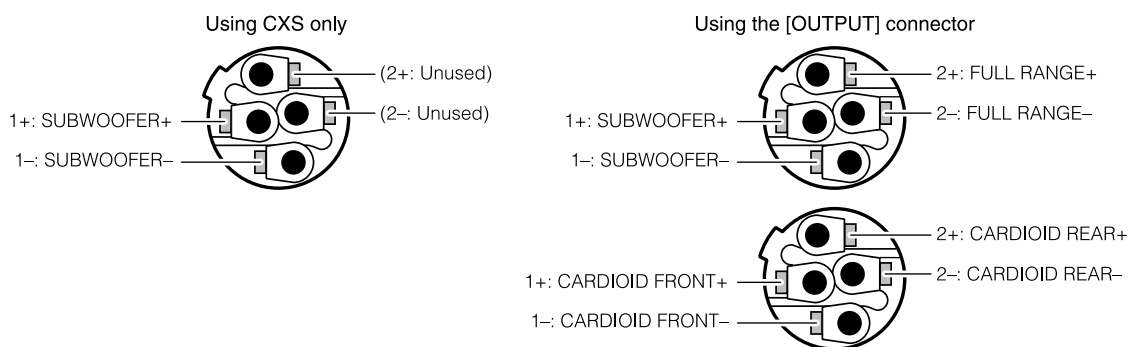 Using CXS only
(2+: Unused)
(2–: Unused)
1+: SUBWOOFER+
1–: SUBWOOFER–
Using the [OUTPUT] connector
2+: FULL RANGE+
2–: FULL RANGE–
1+: SUBWOOFER+
1–: SUBWOOFER–
2+: CARDIOID REAR+
2–: CARDIOID REAR–
1+: CARDIOID FRONT+
1–: CARDIOID FRONT–